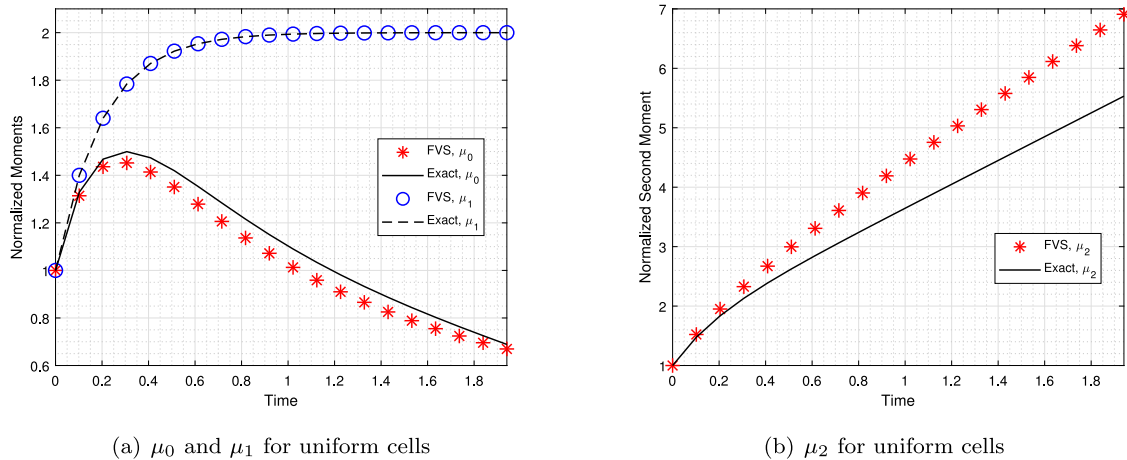 2
1.8
1.6
1.4
1.2
1
0.8
0.6
Normalized Moments
FVS, μ0
Exact, μ0
FVS, μ1
Exact, μ1
0 0.2 0.4 0.6 0.8 1 1.2 1.4 1.6 1.8
Time
(a) μ0 and μ1 for uniform cells
7
6
5
4
3
2
1
Normalized Second Moment
FVS, μ2
Exact, μ2
0 0.2 0.4 0.6 0.8 1 1.2 1.4 1.6 1.8
Time
(b) μ2 for uniform cells